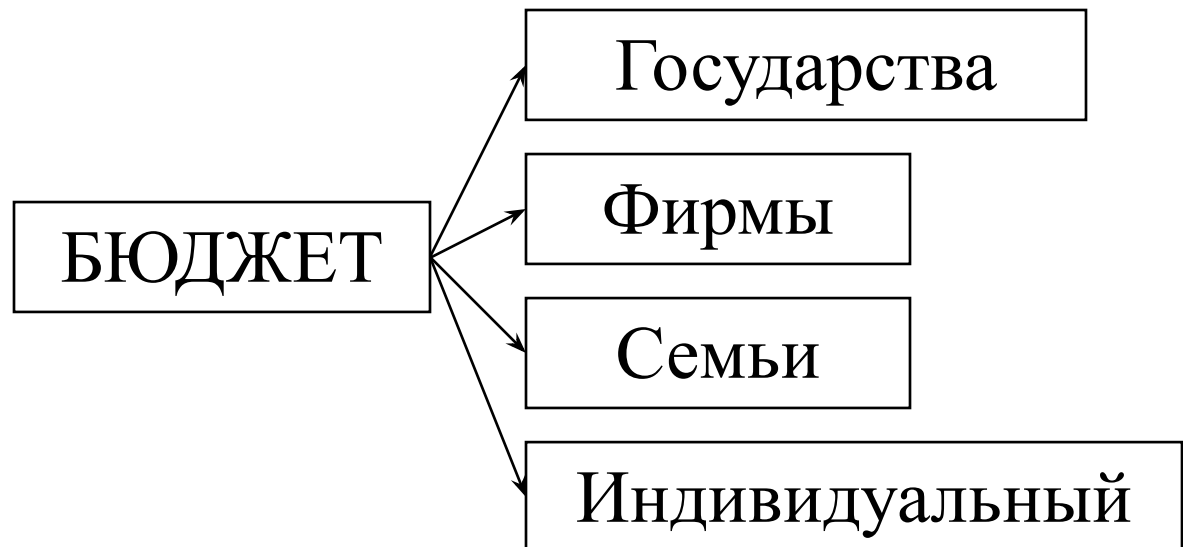 БЮДЖЕТ
Государства
Фирмы
Семьи
Индивидуальный